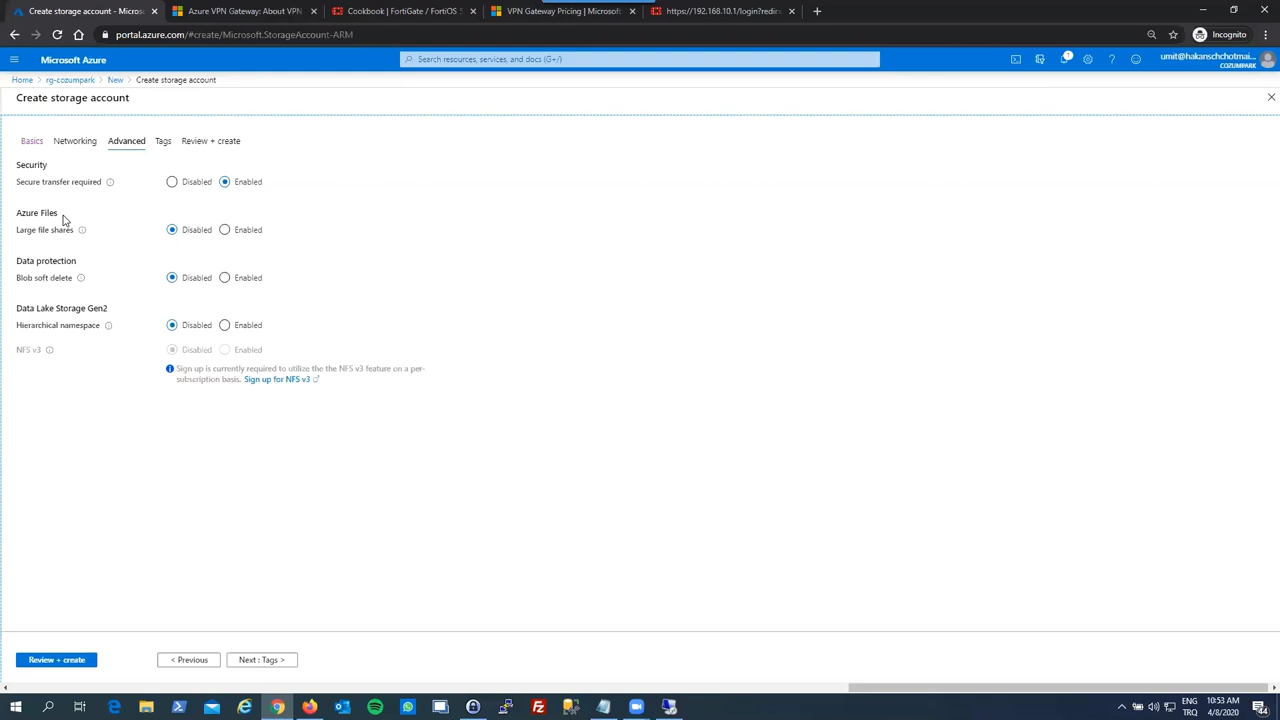 Create storage account - Micros
Azure VPN Gateway: About VPN
Cookbook | FortiGate / FortiOS
VPN Gateway Pricing | Microsoft
https://192.168.10.1/login?redir
portal.azure.com/#create/Microsoft.StorageAccount-ARM
Incognito
Microsoft Azure
Search resources, services, and docs (G+/)
1
umit@hakanschotmai...
COZUMPARK
Home > rg-cozumpark > New > Create storage account
Create storage account
Basics Networking Advanced Tags Review + create
Security
Secure transfer required Disabled Enabled
Azure Files
Large file shares Disabled Enabled
Data protection
Blob soft delete Disabled Enabled
Data Lake Storage Gen2
Hierarchical namespace Disabled Enabled
NFS v3 Disabled Enabled
Sign up is currently required to utilize the the NFS v3 feature on a per-
subscription basis. Sign up for NFS v3
Review + create
< Previous
Next : Tags >
ENG
TRQ
10:53 AM
4/8/2020
44